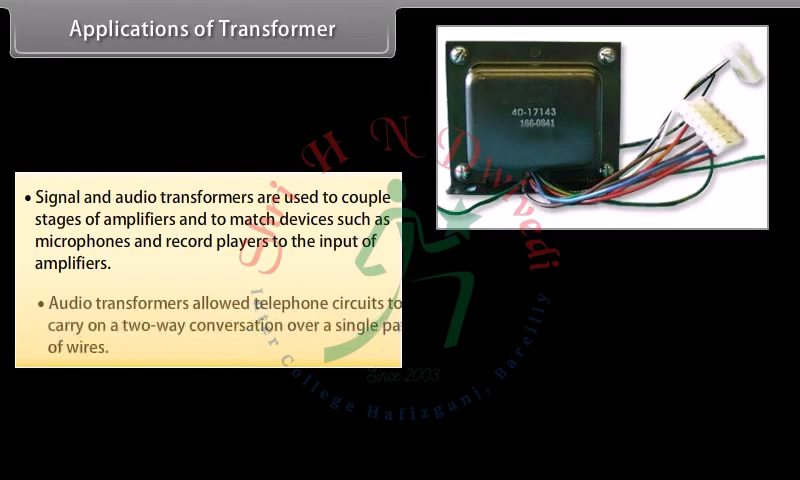 Applications of Transformer
40-17143
166-0841
• Signal and audio transformers are used to couple
stages of amplifiers and to match devices such as
microphones and record players to the input of
amplifiers.
• Audio transformers allowed telephone circuits to
carry on a two-way conversation over a single pa
of wires.
Shri H N Dwivedi
Inter College Hafizganj, Bareilly
Since 2003